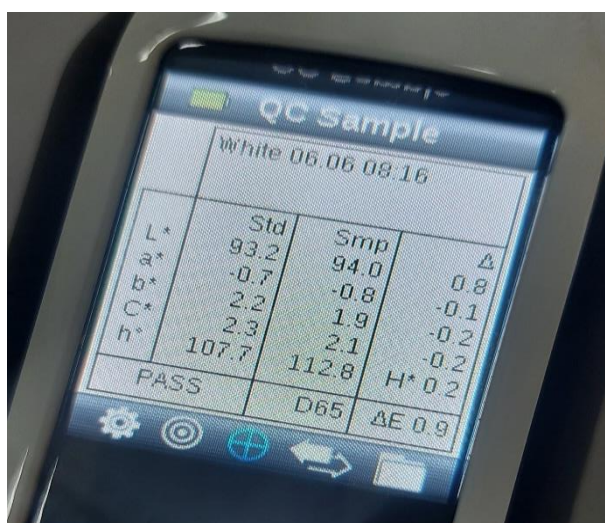 QC Sample
QC Sample
White 06.06 08:16
Std Smp Δ
L* 93.2 94.0 0.8
a* -0.7 -0.8 -0.1
b* 2.2 1.9 -0.2
C* 2.3 2.1 -0.2
h° 107.7 112.8 H* 0.2
PASS D65 ΔE 0.9